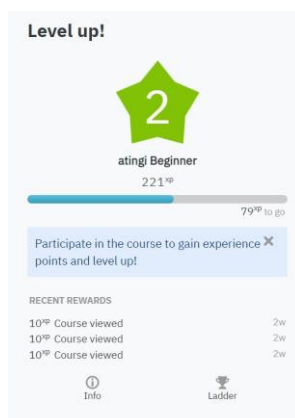 Level up!
2
atingi Beginner
221xp
79xp to go
Participate in the course to gain experience ×
points and level up!
RECENT REWARDS
10xp Course viewed 2w
10xp Course viewed 2w
10xp Course viewed 2w
Info Ladder